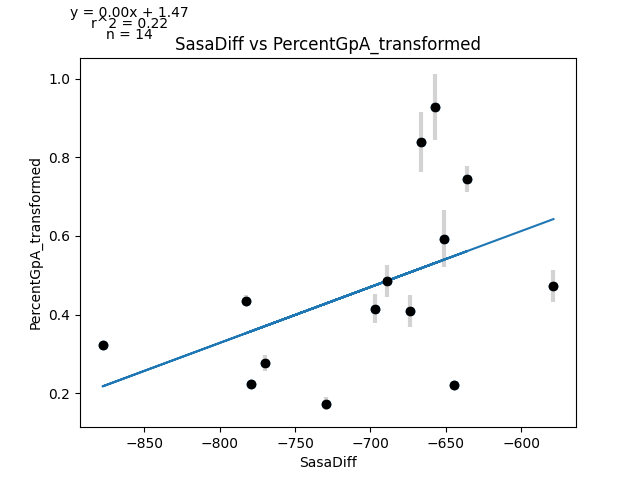 y = 0.00x + 1.47
r^2 = 0.22
n = 14
SasaDiff vs PercentGpA_transformed
1.0
0.8
0.6
0.4
0.2
PercentGpA_transformed
−850
−800
−750
−700
−650
−600
SasaDiff